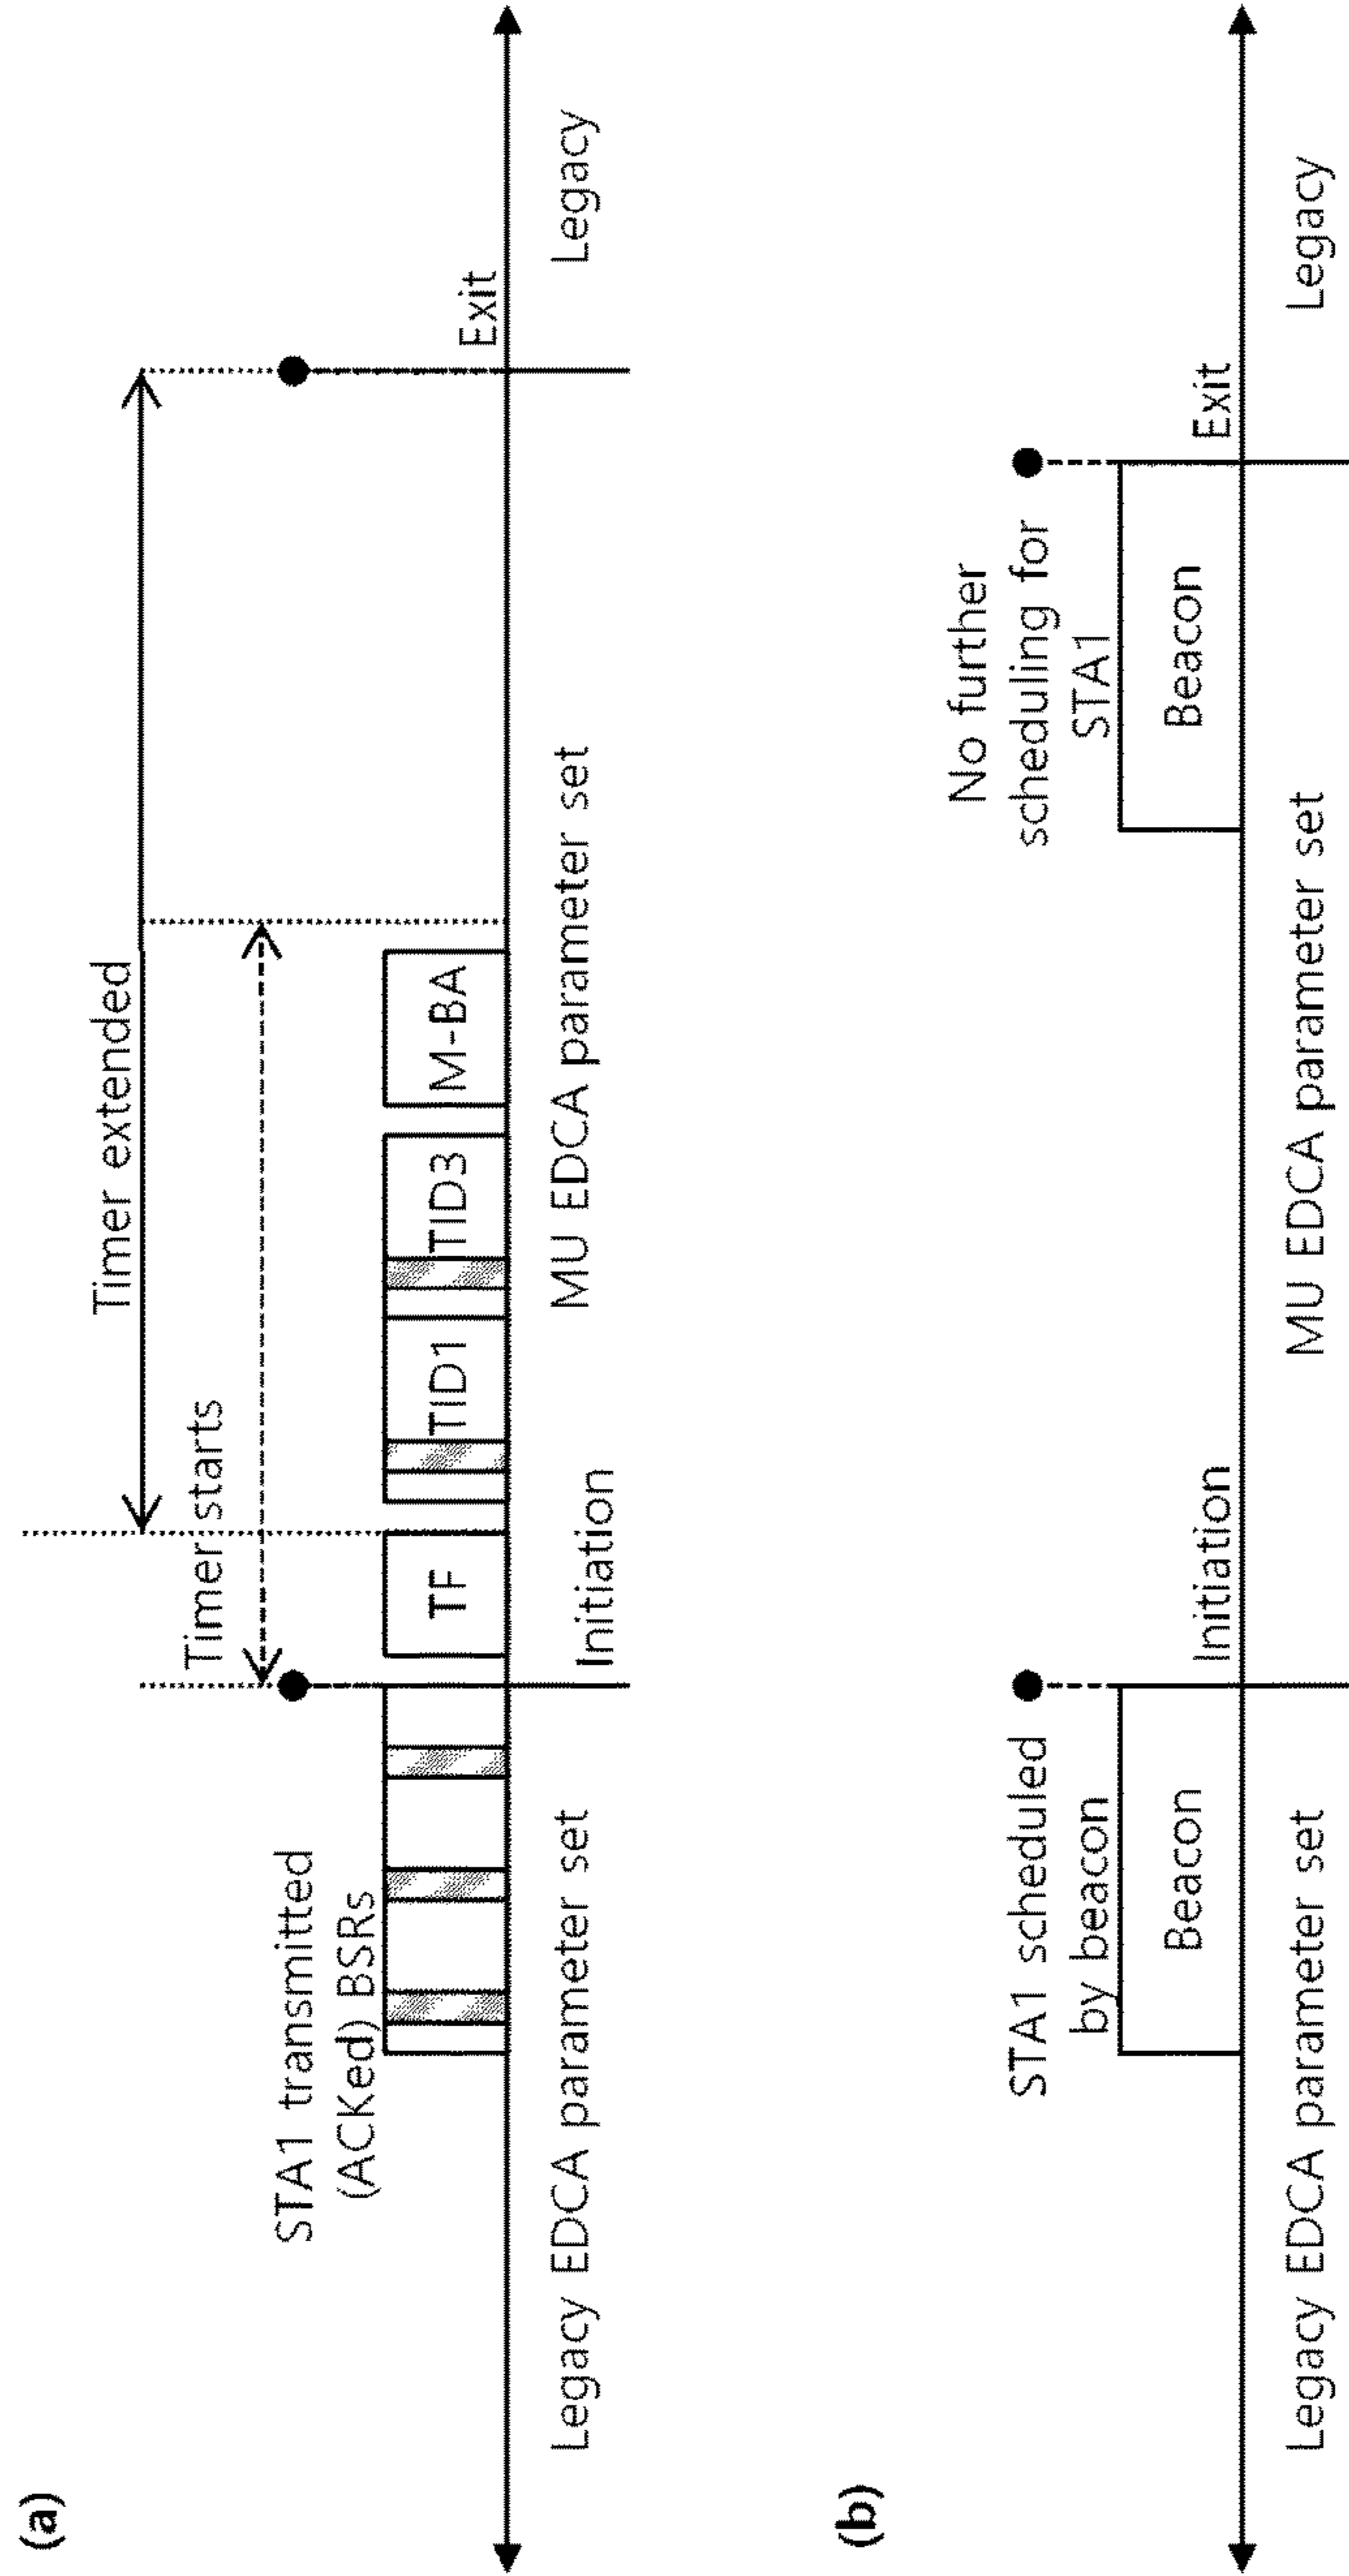 (a)
Timer extended
Timer starts
STA1 transmitted
(ACKed) BSRs
TF
TID1
TID3
M-BA
Exit
Legacy EDCA parameter set
Initiation
MU EDCA parameter set
Legacy
(b)
STA1 scheduled
by beacon
No further
scheduling for
STA1
Beacon
Beacon
Initiation
Exit
Legacy EDCA parameter set
MU EDCA parameter set
Legacy